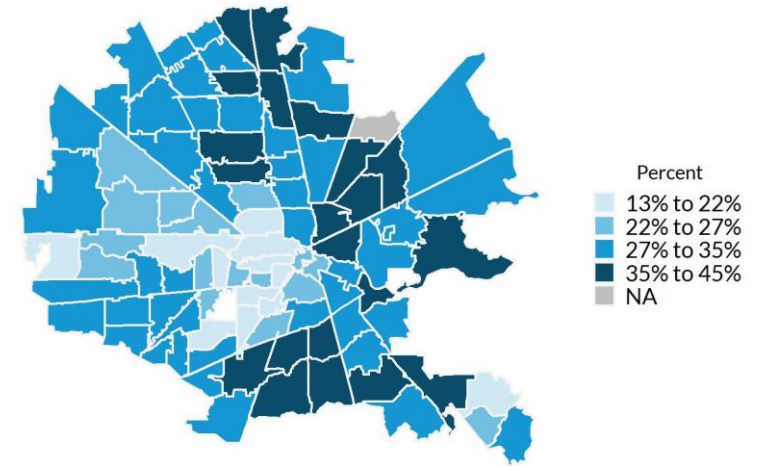 Percent
13% to 22%
22% to 27%
27% to 35%
35% to 45%
NA